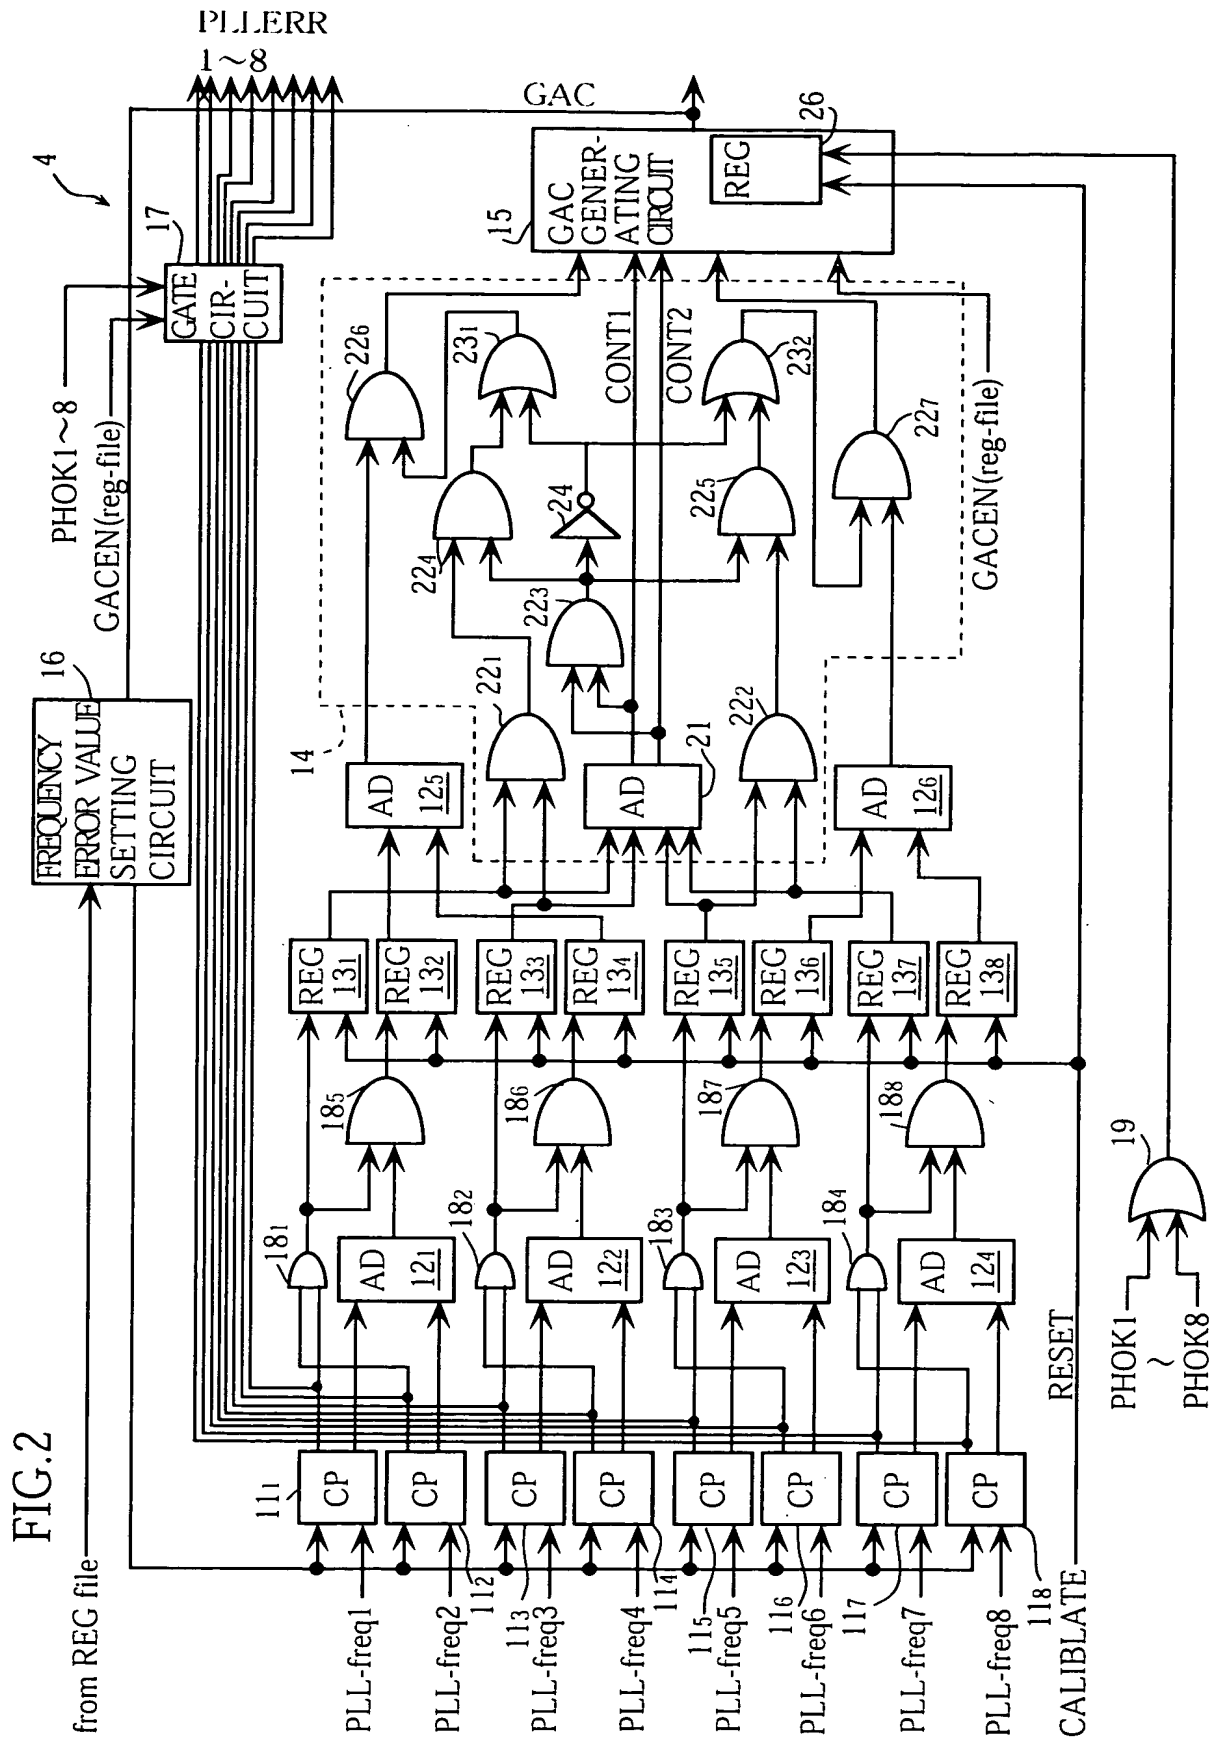 FIG.2
4
from REG file
FREQUENCY
ERROR VALUE
SETTING
CIRCUIT
16
PHOK1~8
GACEN(reg-file)
GATE
CIR-
CUIT
17
PLLERR
1~8
GAC
PLL-freq1
PLL-freq2
PLL-freq3
PLL-freq4
PLL-freq5
PLL-freq6
PLL-freq7
PLL-freq8
CALIBLATE
CP
111
CP
112
CP
113
CP
114
CP
115
CP
116
CP
117
CP
118
181
AD
121
182
AD
122
183
AD
123
184
AD
124
185
186
187
188
RESET
REG
131
REG
132
REG
133
REG
134
REG
135
REG
136
REG
137
REG
138
AD
125
AD
126
14
AD
21
221
222
223
224
225
226
227
24
231
232
CONT1
CONT2
GACEN(reg-file)
15
GAC
GENER-
ATING
CIRCUIT
REG
26
PHOK1
~
PHOK8
19